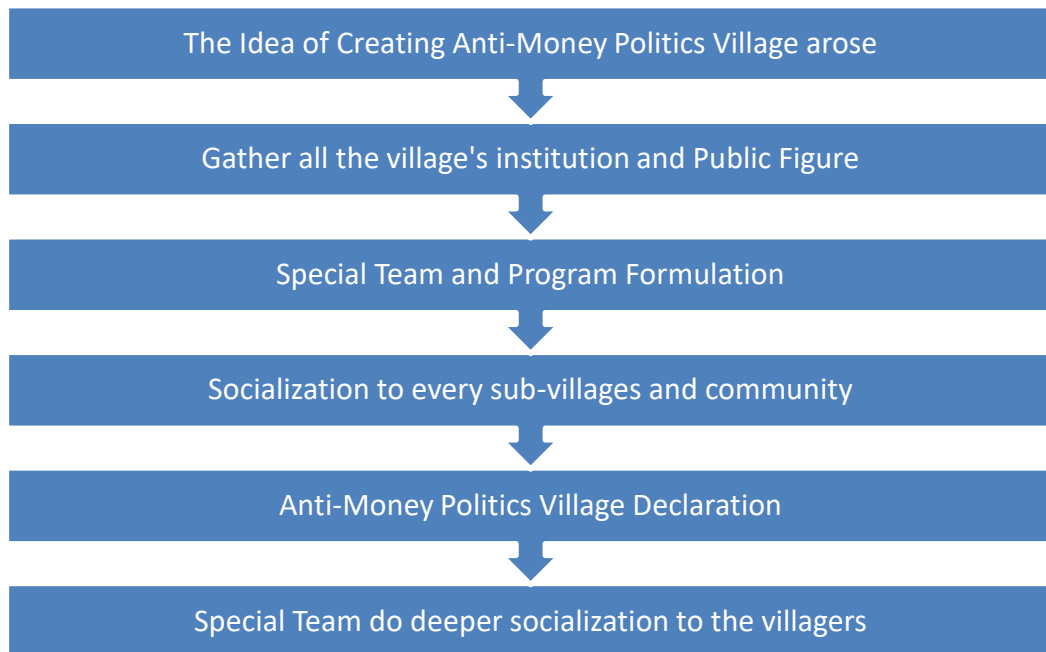 The Idea of Creating Anti-Money Politics Village arose
Gather all the village's institution and Public Figure
Special Team and Program Formulation
Socialization to every sub-villages and community
Anti-Money Politics Village Declaration
Special Team do deeper socialization to the villagers